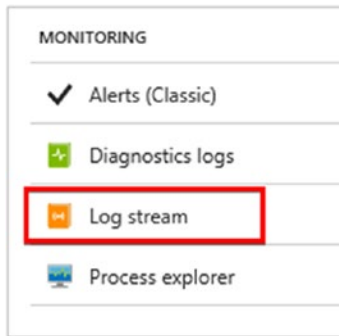 MONITORING
Alerts (Classic)
Diagnostics logs
Log stream
Process explorer